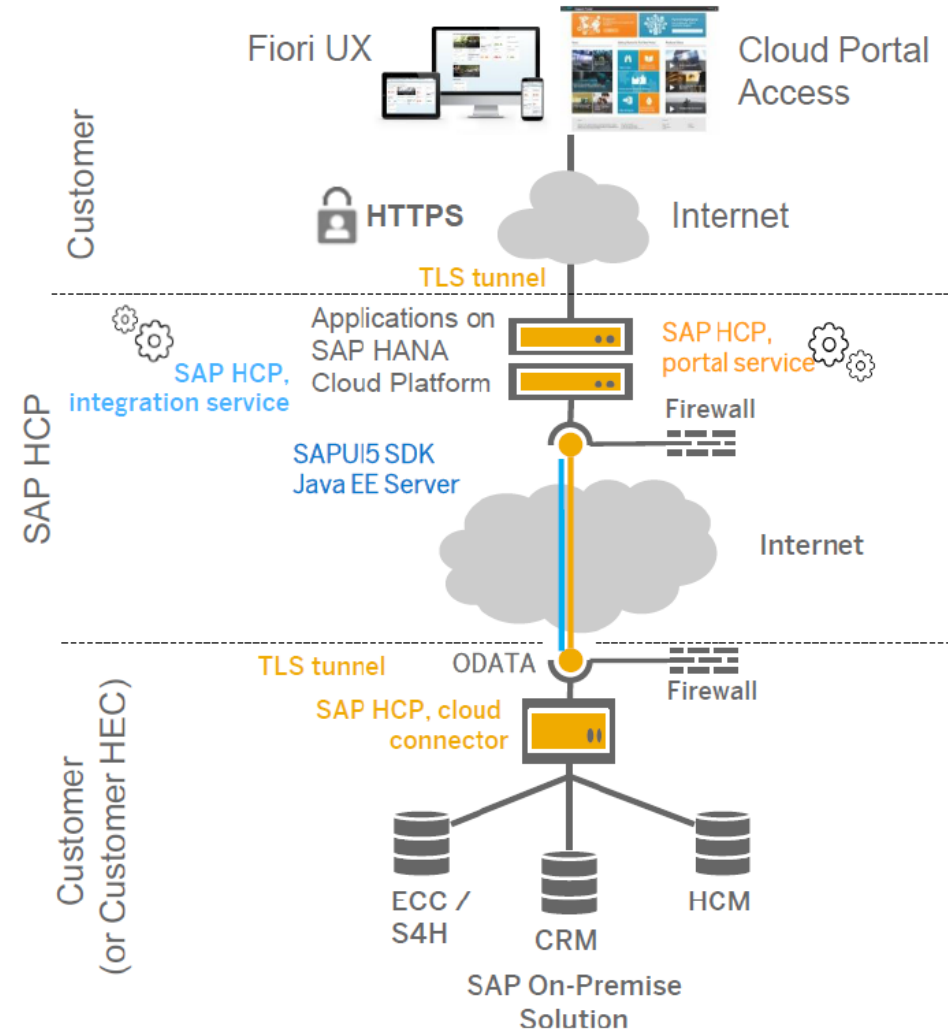 Fiori UX
Cloud Portal
Access
Customer
HTTPS
Internet
TLS tunnel
SAP HCP
Applications on
SAP HANA
Cloud Platform
SAP HCP,
integration service
SAP HCP,
portal service
Firewall
SAPUI5 SDK
Java EE Server
Internet
Customer
(or Customer HEC)
TLS tunnel
ODATA
Firewall
SAP HCP, cloud
connector
ECC /
S4H
CRM
HCM
SAP On-Premise
Solution